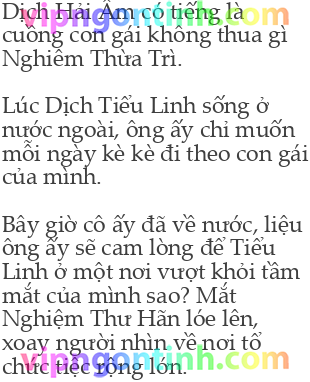 Dịch Hải Âm có tiếng là
cuồng con gái không thua gì
Nghiêm Thừa Trì.
Lúc Dịch Tiểu Linh sống ở
nước ngoài, ông ấy chỉ muốn
mỗi ngày kè kè đi theo con gái
của mình.
Bây giờ cô ấy đã về nước, liệu
ông ấy sẽ cam lòng để Tiểu
Linh ở một nơi vượt khỏi tầm
mắt của mình sao? Mắt
Nghiệm Thư Hãn lóe lên,
xoay người nhìn về nơi tổ
chức tiệc rộng lớn.
vipngontinh.com
vipngontinh.com